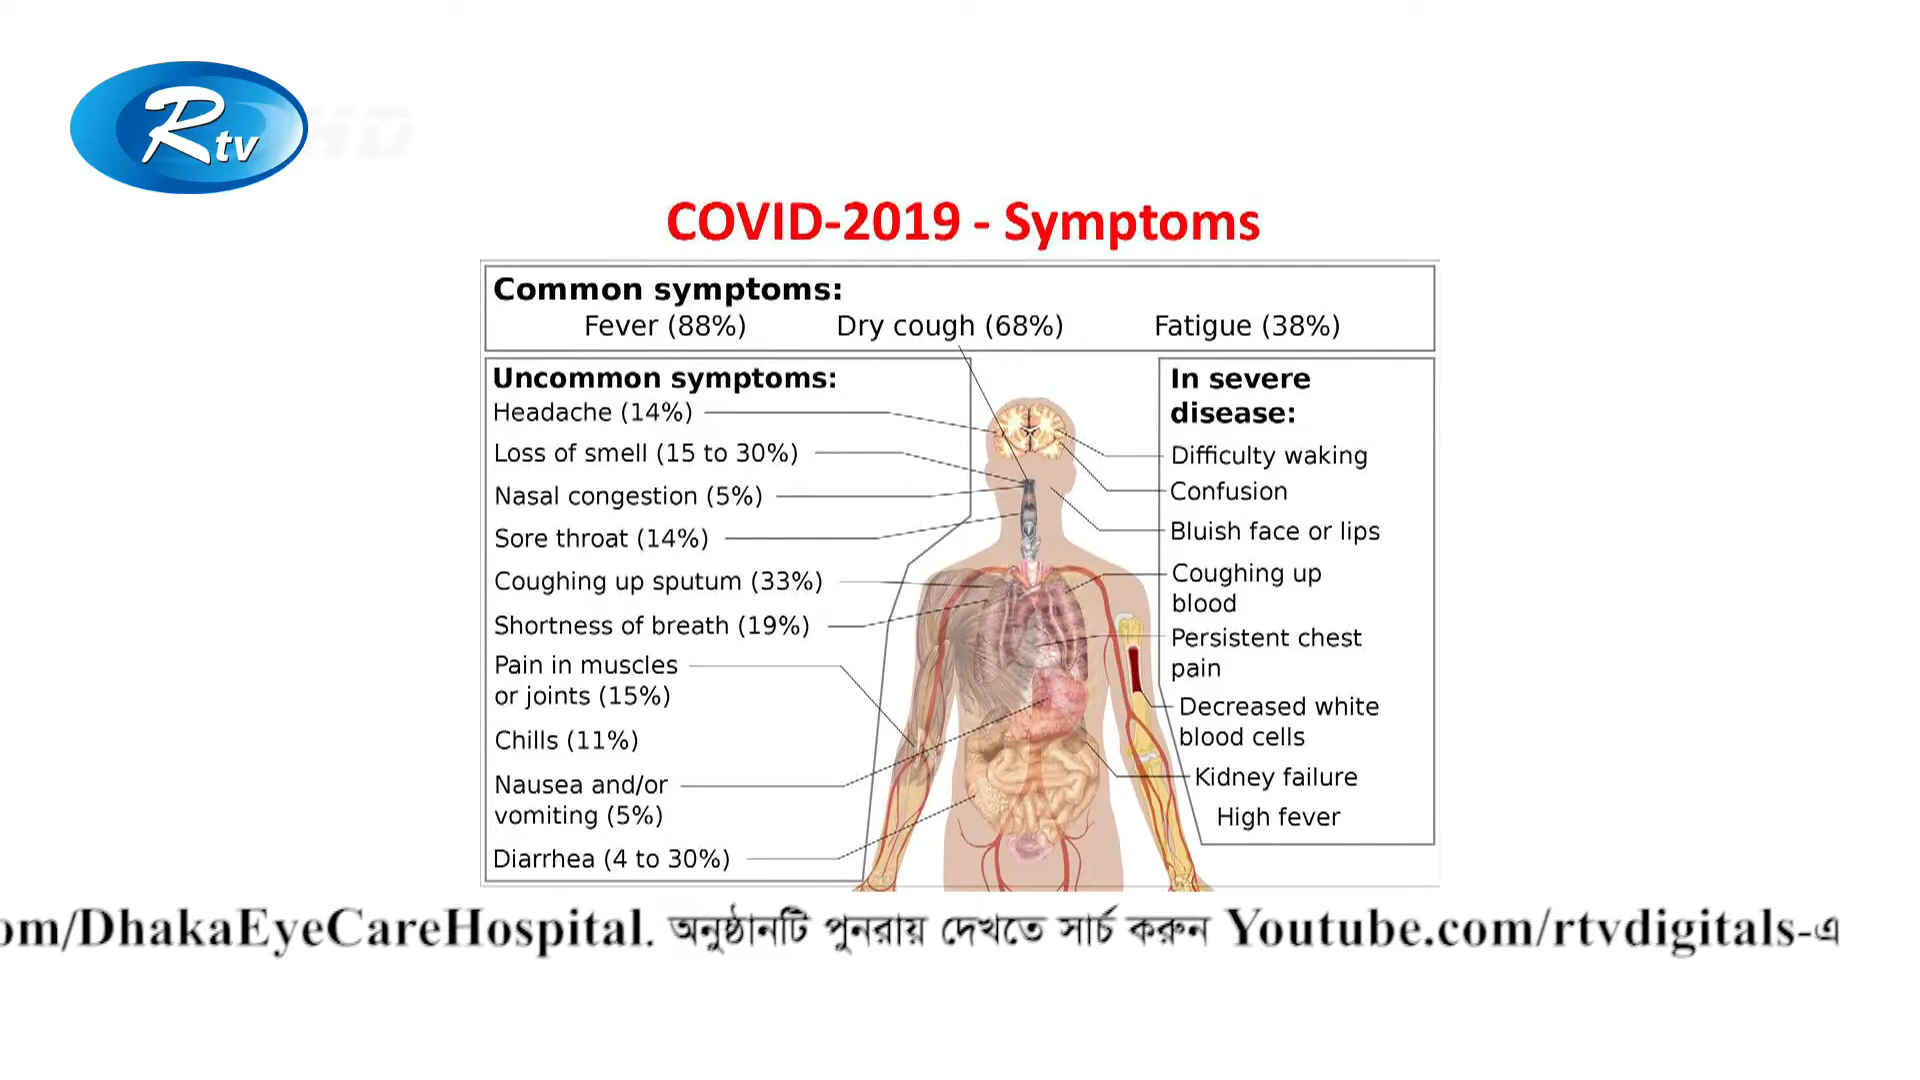 Rtv
HD
COVID-2019 - Symptoms
Common symptoms:
Fever (88%) Dry cough (68%) Fatigue (38%)
Uncommon symptoms:
Headache (14%)
Loss of smell (15 to 30%)
Nasal congestion (5%)
Sore throat (14%)
Coughing up sputum (33%)
Shortness of breath (19%)
Pain in muscles
or joints (15%)
Chills (11%)
Nausea and/or
vomiting (5%)
Diarrhea (4 to 30%)
In severe
disease:
Difficulty waking
Confusion
Bluish face or lips
Coughing up
blood
Persistent chest
pain
Decreased white
blood cells
Kidney failure
High fever
om/DhakaEyeCareHospital. অনুষ্ঠানটি পুনরায় দেখতে সার্চ করুন Youtube.com/rtvdigitals-এ